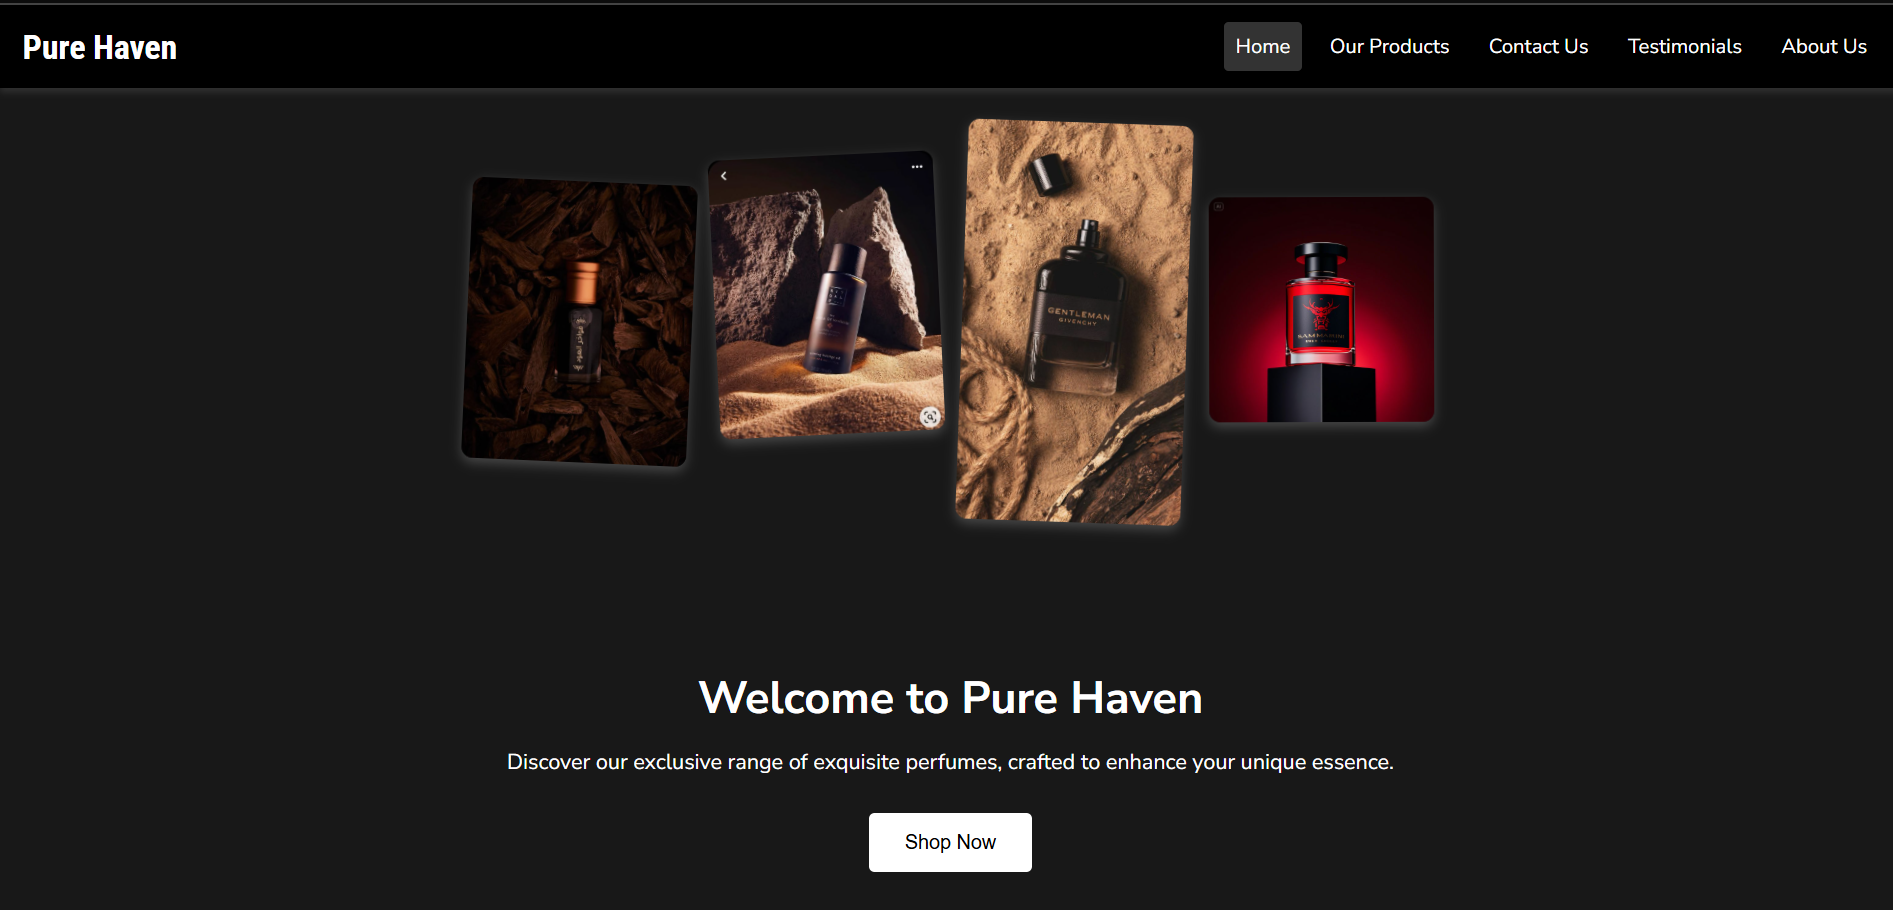 Pure Haven
Home
Our Products
Contact Us
Testimonials
About Us
GENTLEMAN
GIVENCHY
Welcome to Pure Haven
Discover our exclusive range of exquisite perfumes, crafted to enhance your unique essence.
Shop Now